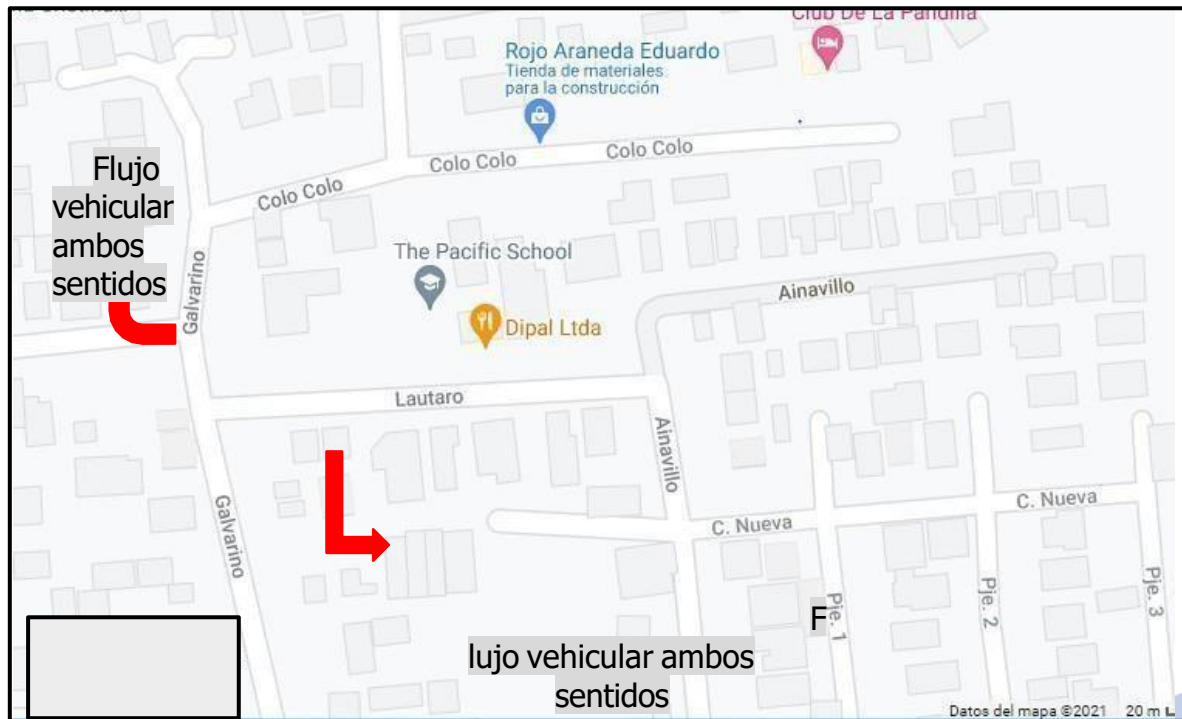 Club De La Pandilla
Rojo Araneda Eduardo
Tienda de materiales
para la construcción
Colo Colo
Colo Colo
Colo Colo
Flujo
vehicular
ambos
sentidos
Galvarino
The Pacific School
Dipal Ltda
Ainavillo
Lautaro
Ainavillo
Galvarino
C. Nueva
C. Nueva
Pje. 1
Pje. 2
Pje. 3
F
lujo vehicular ambos
sentidos
Datos del mapa ©2021 20 m